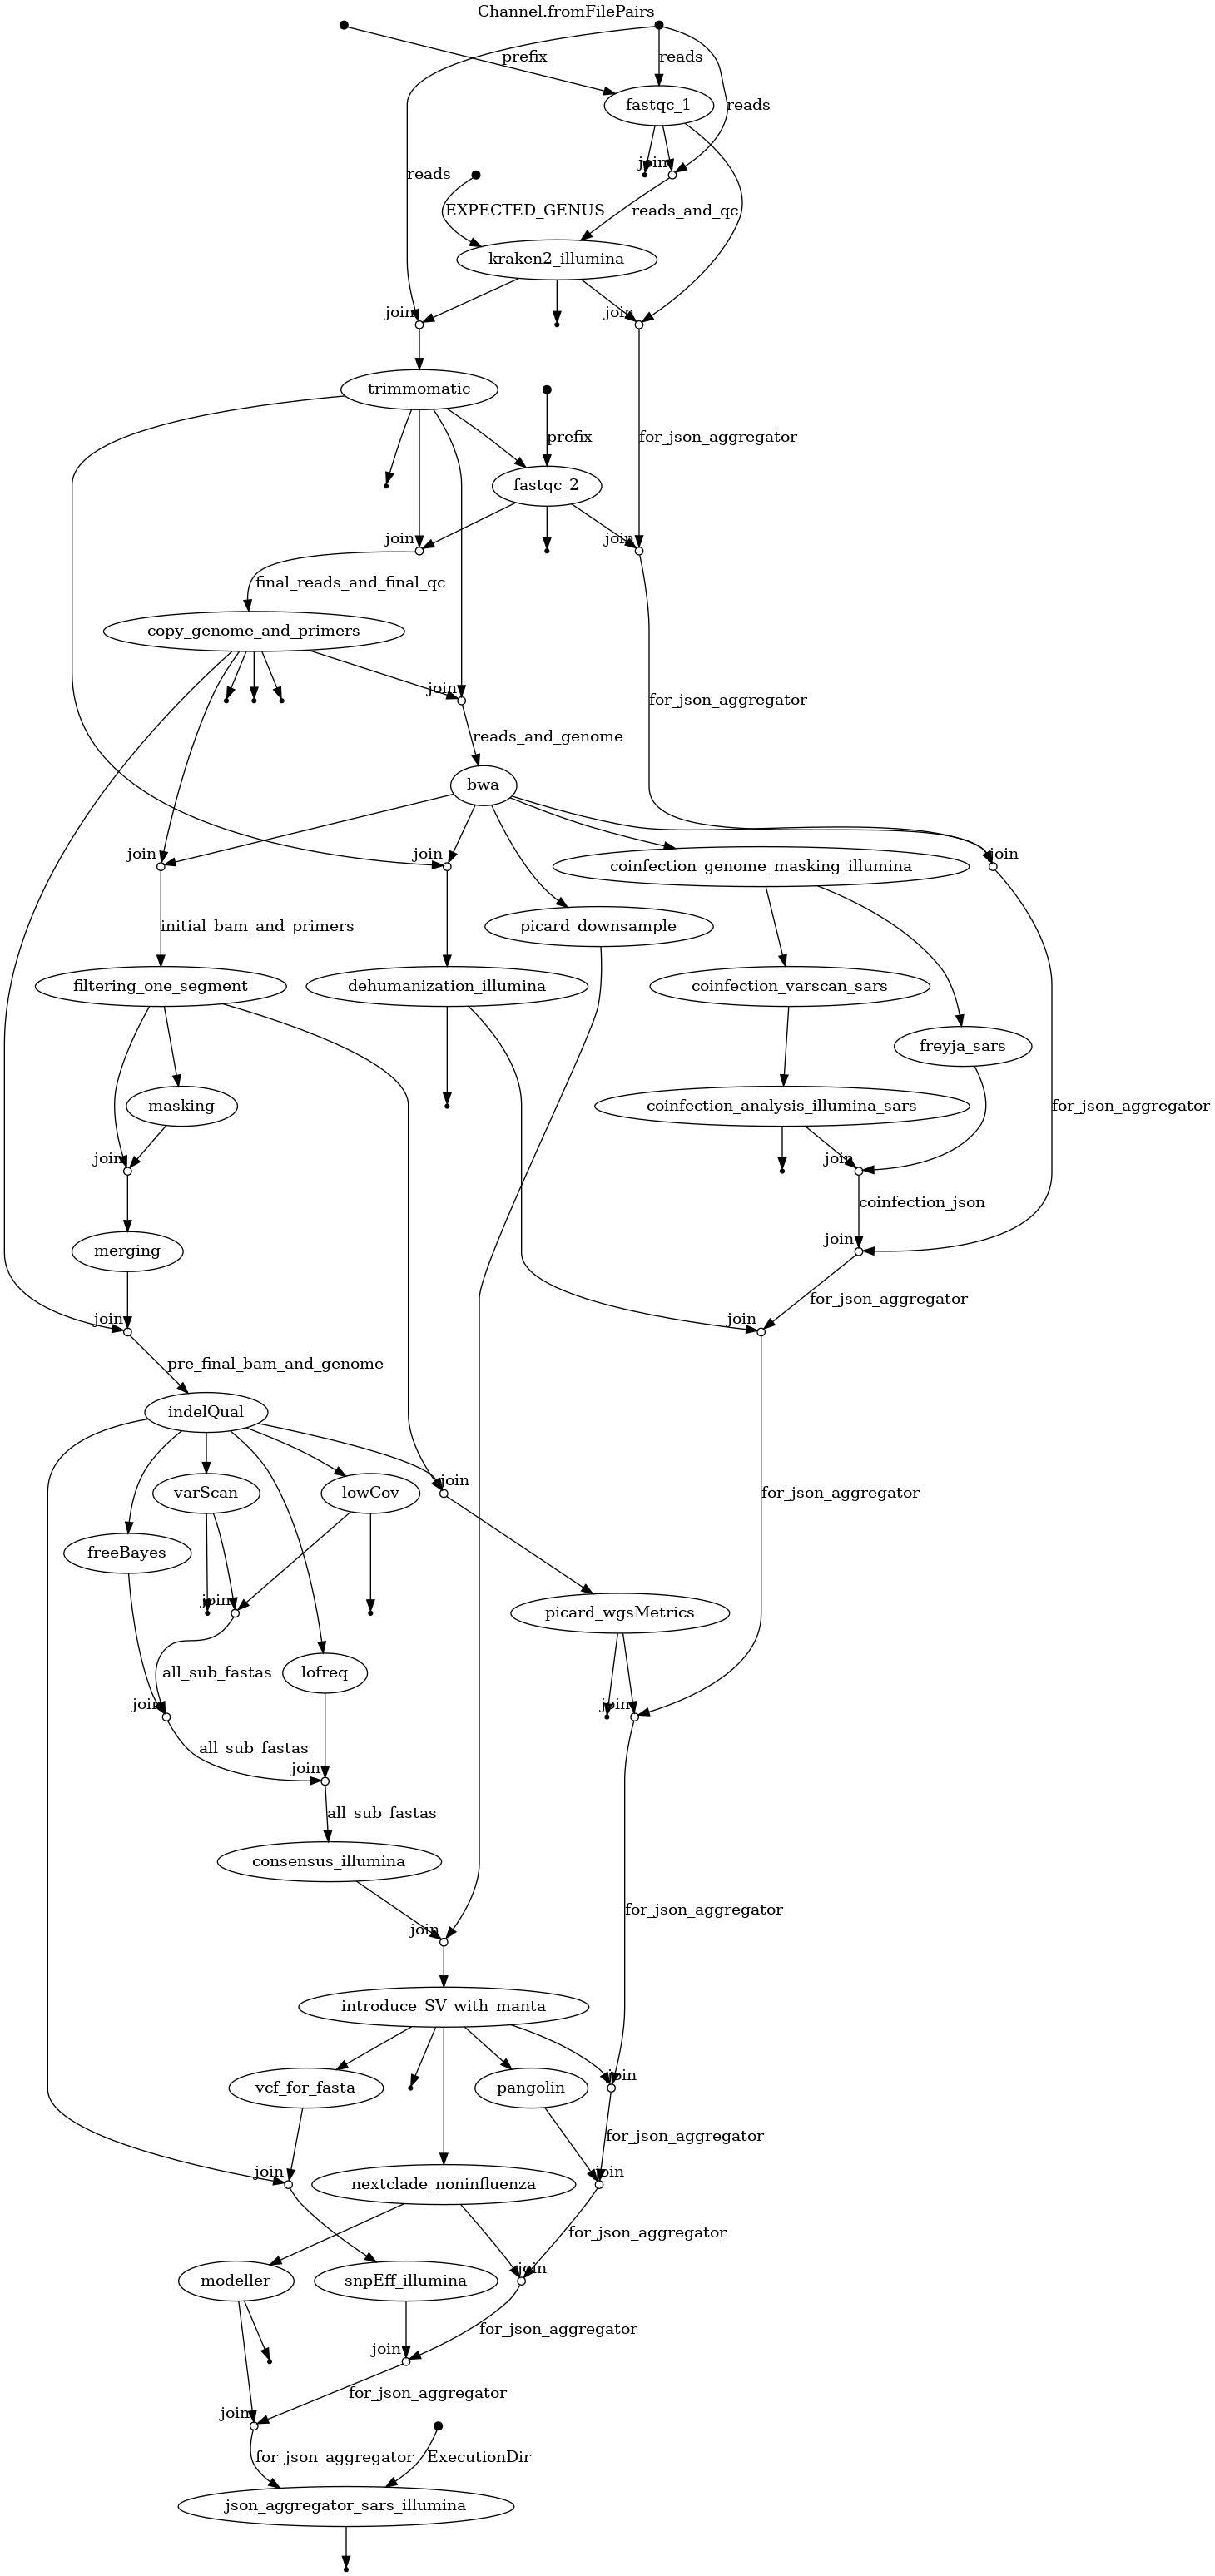 Channel.fromFilePairs
prefix
reads
fastqc_1
reads
join
reads
EXPECTED_GENUS
reads_and_qc
kraken2_illumina
join
join
trimmomatic
prefix
for_json_aggregator
fastqc_2
join
join
final_reads_and_final_qc
copy_genome_and_primers
join
for_json_aggregator
reads_and_genome
bwa
join
join
join
coinfection_genome_masking_illumina
initial_bam_and_primers
picard_downsample
filtering_one_segment
dehumanization_illumina
coinfection_varscan_sars
freyja_sars
masking
coinfection_analysis_illumina_sars
for_json_aggregator
join
join
coinfection_json
join
merging
for_json_aggregator
join
join
pre_final_bam_and_genome
indelQual
join
varScan
lowCov
for_json_aggregator
freeBayes
join
picard_wgsMetrics
all_sub_fastas
lofreq
join
join
all_sub_fastas
join
all_sub_fastas
consensus_illumina
for_json_aggregator
join
introduce_SV_with_manta
join
vcf_for_fasta
pangolin
for_json_aggregator
join
join
nextclade_noninfluenza
for_json_aggregator
join
modeller
snpEff_illumina
for_json_aggregator
join
for_json_aggregator
join
for_json_aggregator
ExecutionDir
json_aggregator_sars_illumina